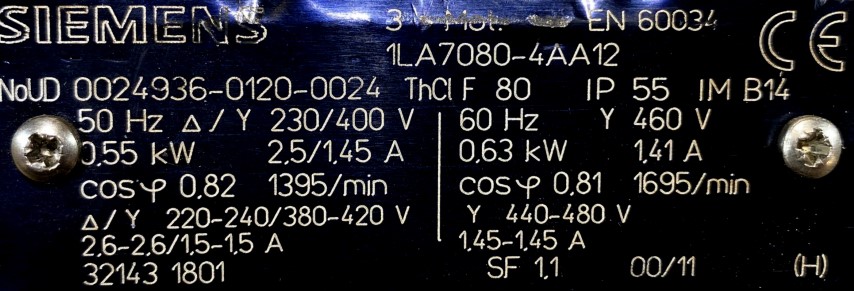 SIEMENS 3 Mot. EN 60034
1LA7080-4AA12
NoUD 0024936-0120-0024 ThCl F 80 IP 55 IM B14
50 Hz Δ/Y 230/400 V 60 Hz Y 460 V
0,55 kW 2,5/1,45 A 0,63 kW 1,41 A
cosφ 0,82 1395/min cosφ 0,81 1695/min
Δ/Y 220-240/380-420 V Y 440-480 V
2,6-2,6/1,5-1,5 A 1,45-1,45 A
32143 1801 SF 1,1 00/11 (H)
CE